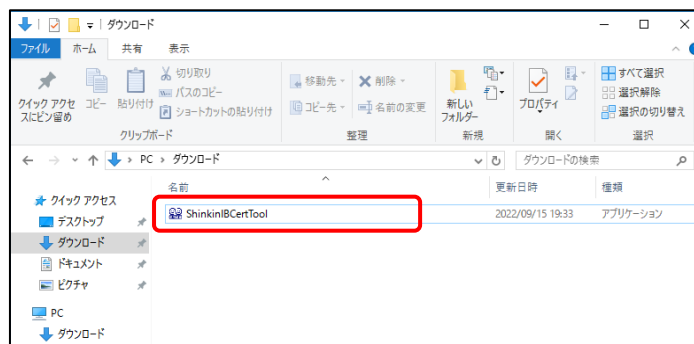 ダウンロード
ファイル ホーム 共有 表示
クイック アクセスにピン留め
コピー
貼り付け
切り取り
パスのコピー
ショートカットの貼り付け
クリップボード
移動先
コピー先
削除
名前の変更
整理
新しいフォルダー
新規
プロパティ
開く
すべて選択
選択解除
選択の切り替え
選択
PC › ダウンロード
ダウンロードの検索
名前 更新日時 種類
ShinkinIBCertTool 2022/09/15 19:33 アプリケーション
クイック アクセス
デスクトップ
ダウンロード
ドキュメント
ピクチャ
PC
ダウンロード